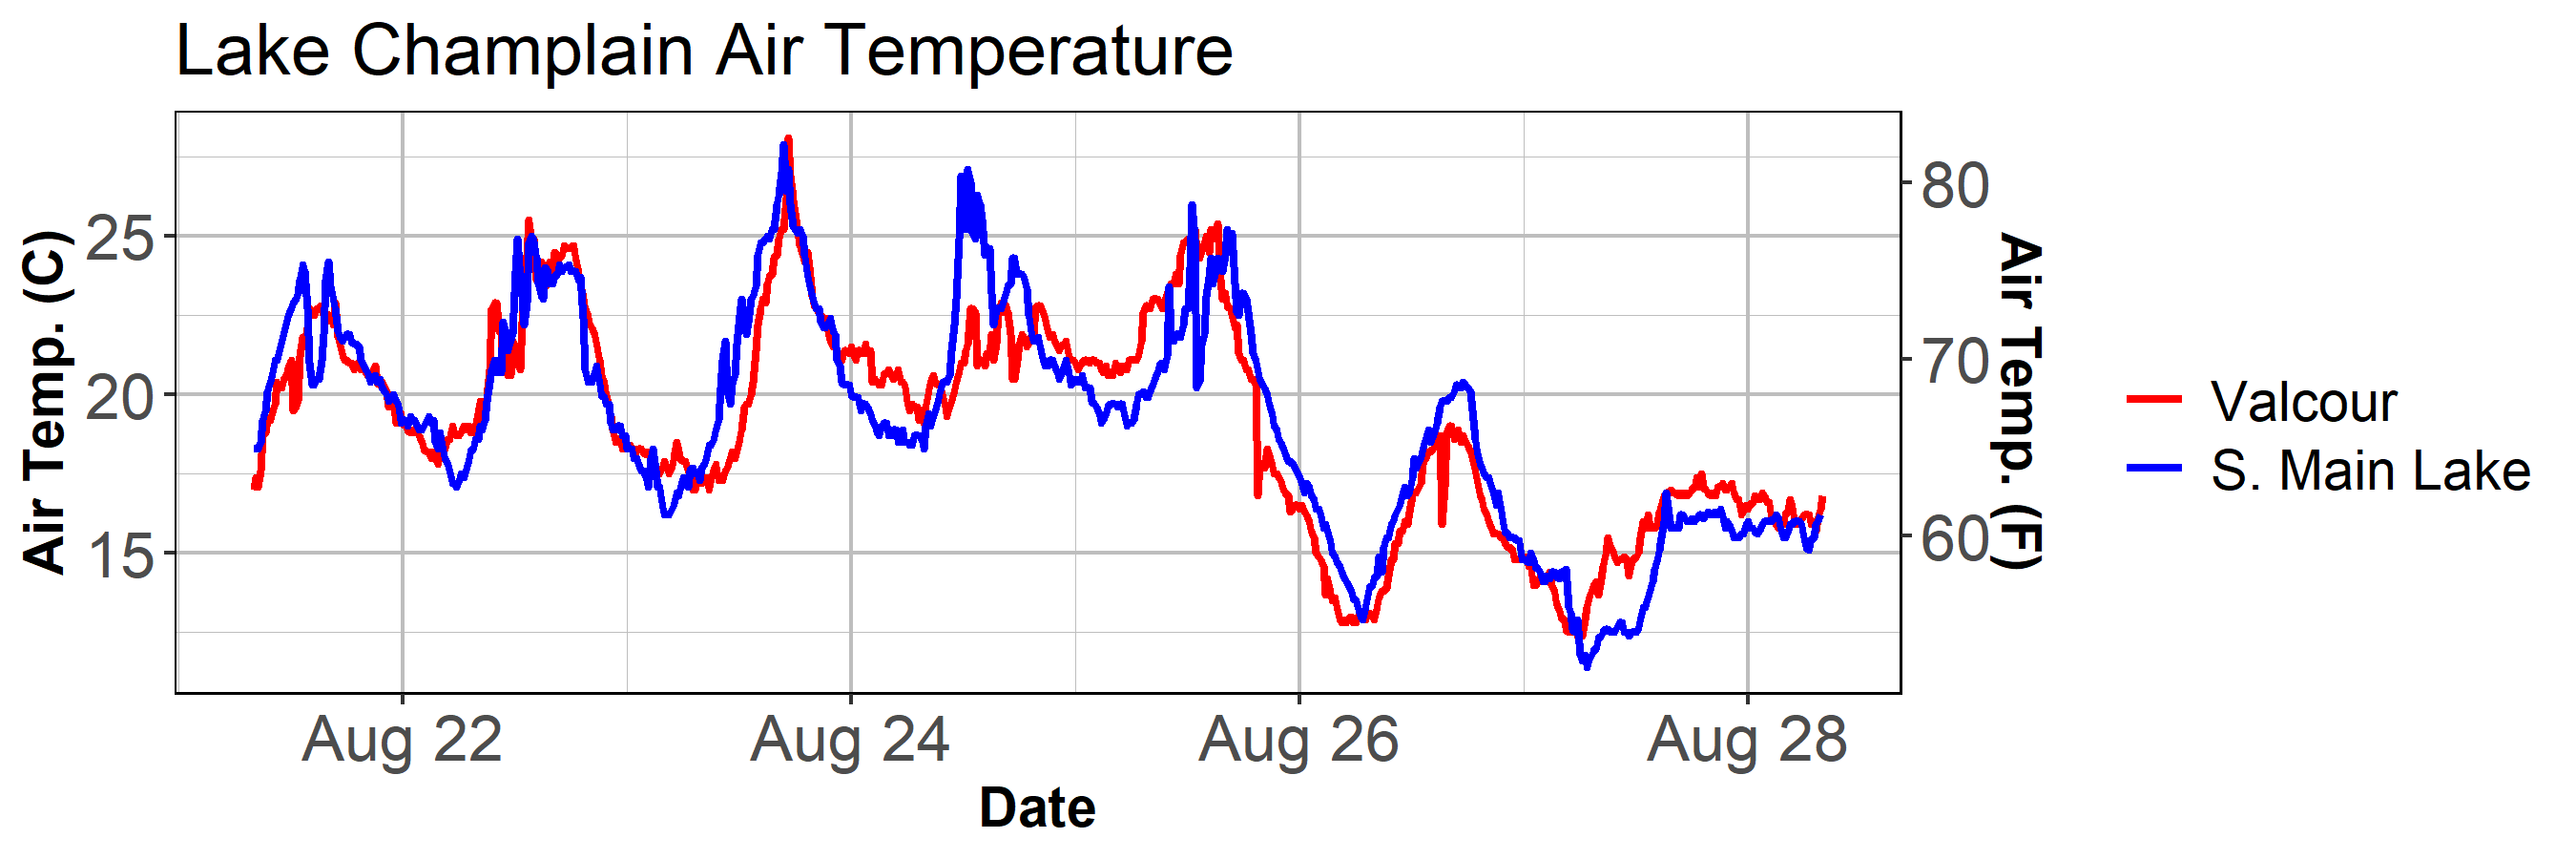 Lake Champlain Air Temperature
Air Temp. (C)
25
20
15
80
70
60
Air Temp. (F)
Valcour
S. Main Lake
Aug 22
Aug 24
Aug 26
Aug 28
Date